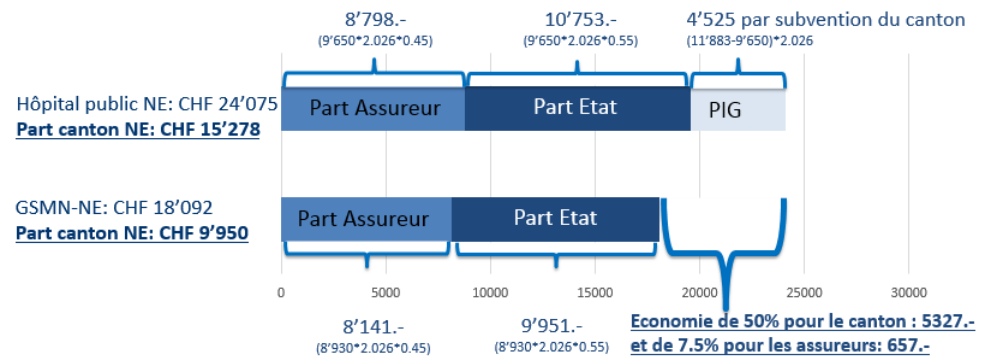 8’798.-
(9’650*2.026*0.45)
10’753.-
(9’650*2.026*0.55)
4’525 par subvention du canton
(11’883-9’650)*2.026
Hôpital public NE: CHF 24’075
Part canton NE: CHF 15’278
Part Assureur
Part Etat
PIG
GSMN-NE: CHF 18’092
Part canton NE: CHF 9’950
Part Assureur
Part Etat
0 5000 10000 15000 20000 25000 30000
8’141.-
(8’930*2.026*0.45)
9’951.-
(8’930*2.026*0.55)
Economie de 50% pour le canton : 5327.-
et de 7.5% pour les assureurs: 657.-